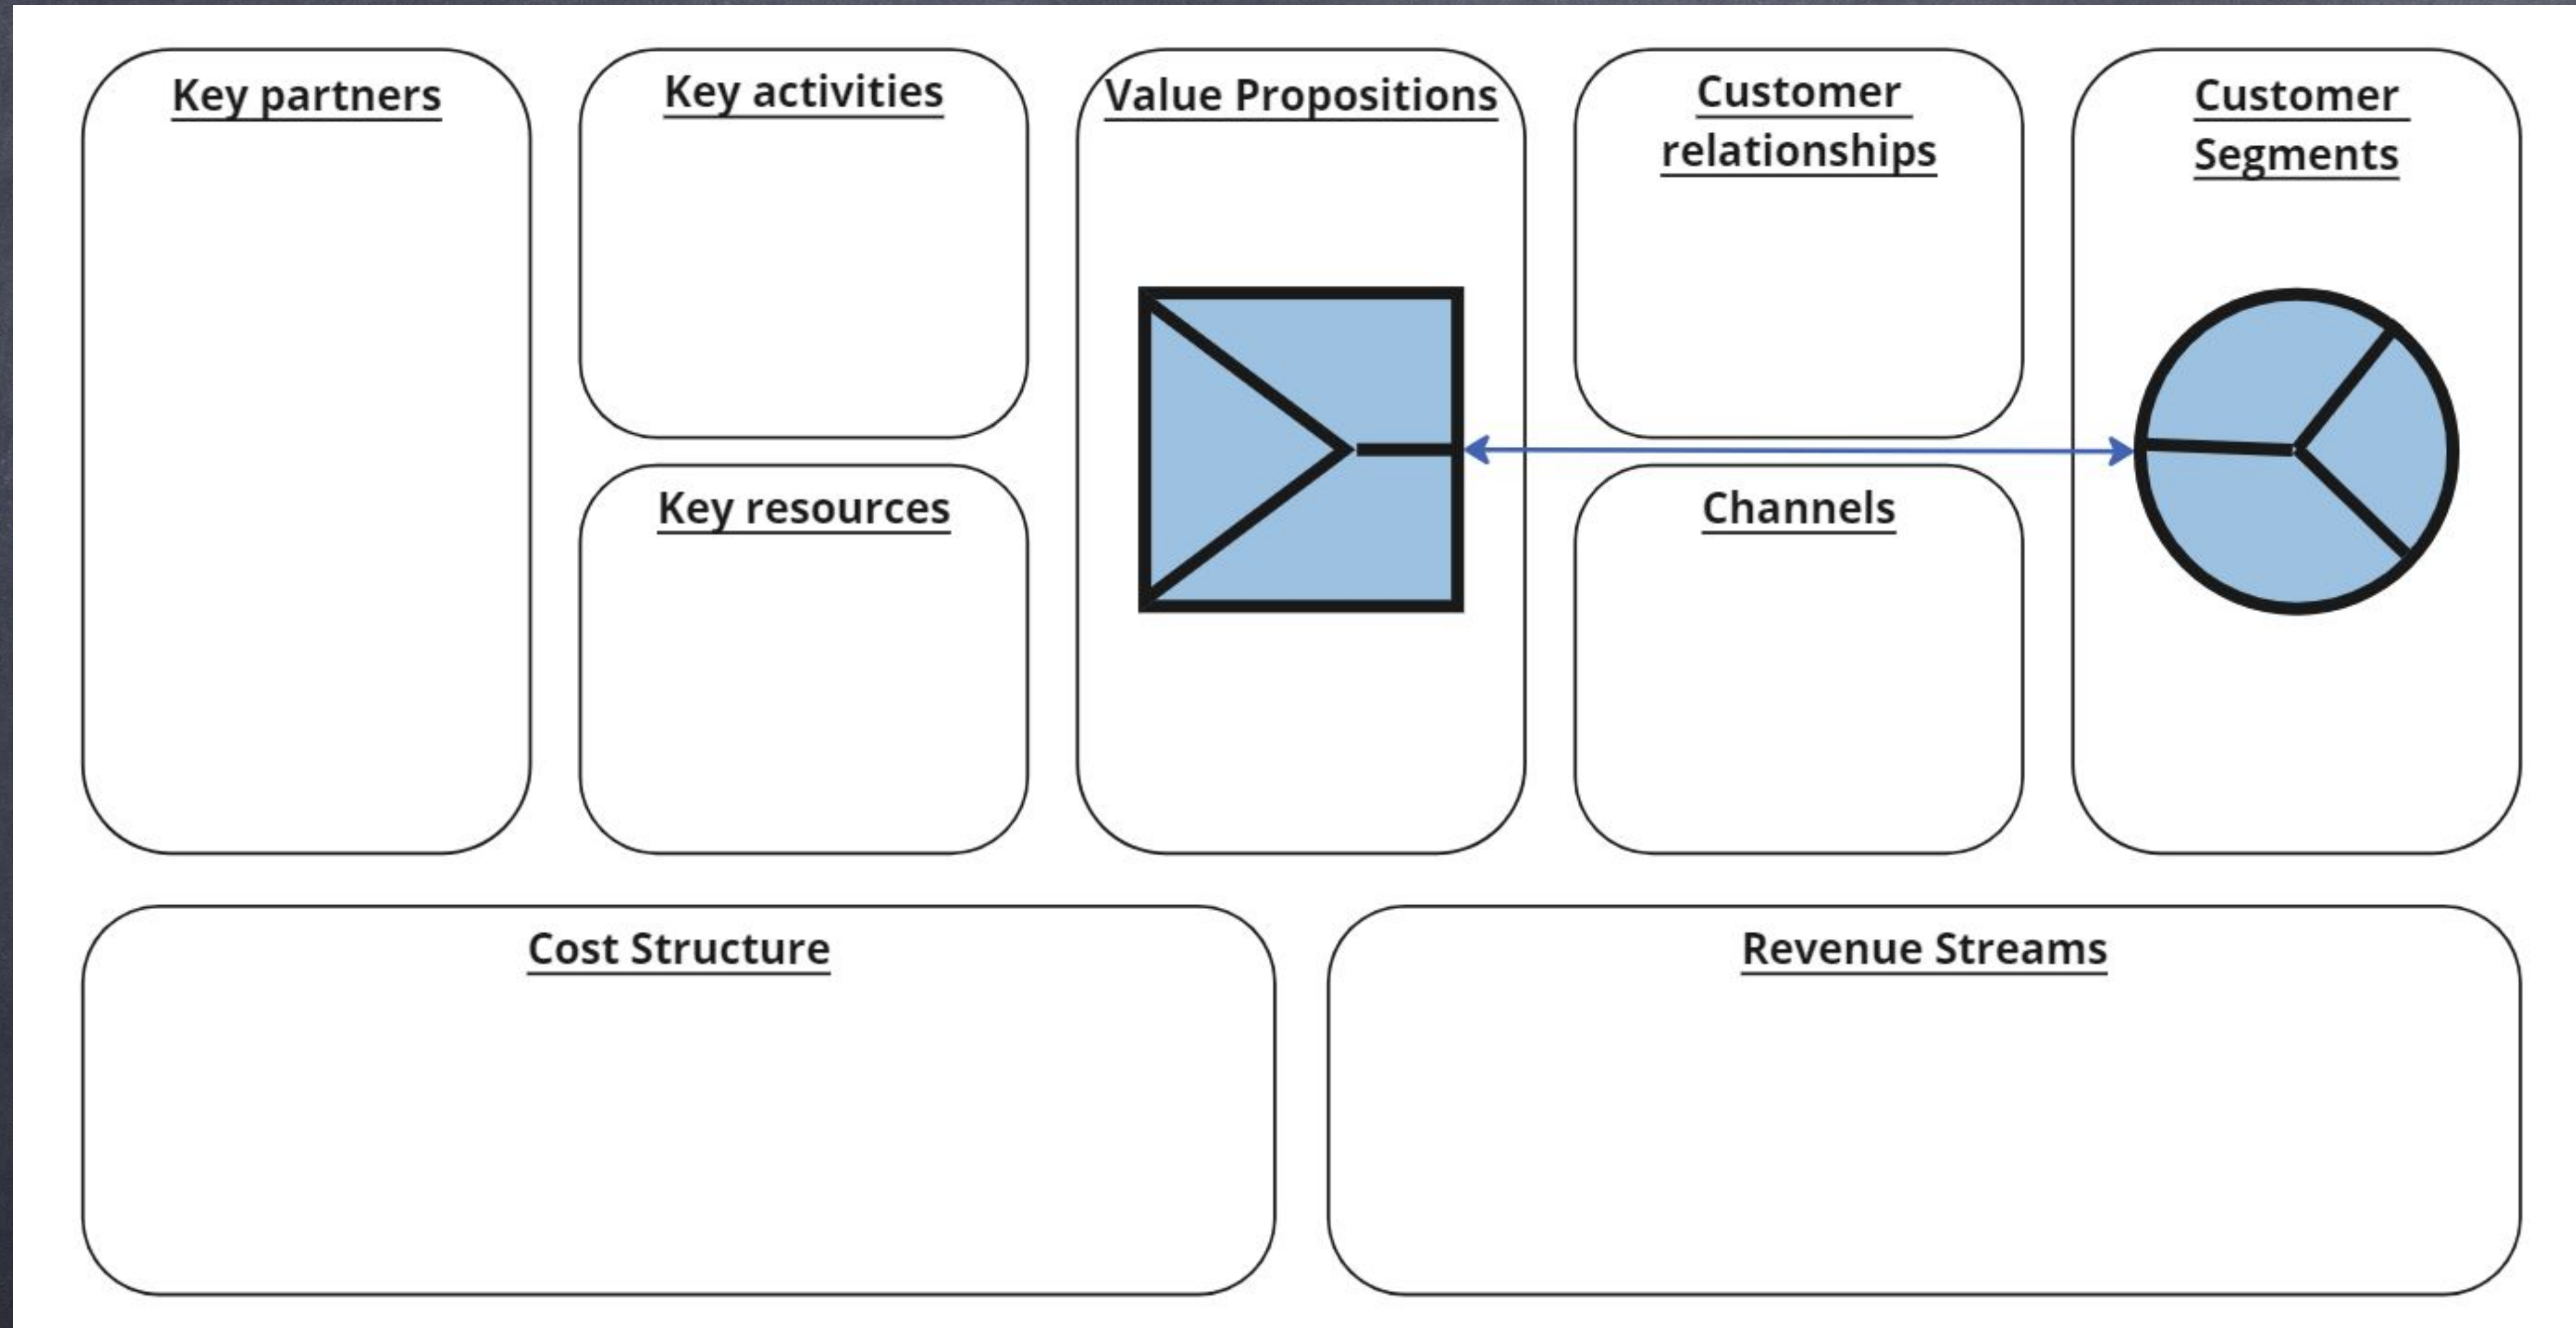 Key partners
Key activities
Key resources
Value Propositions
Customer
relationships
Channels
Customer
Segments
Cost Structure
Revenue Streams